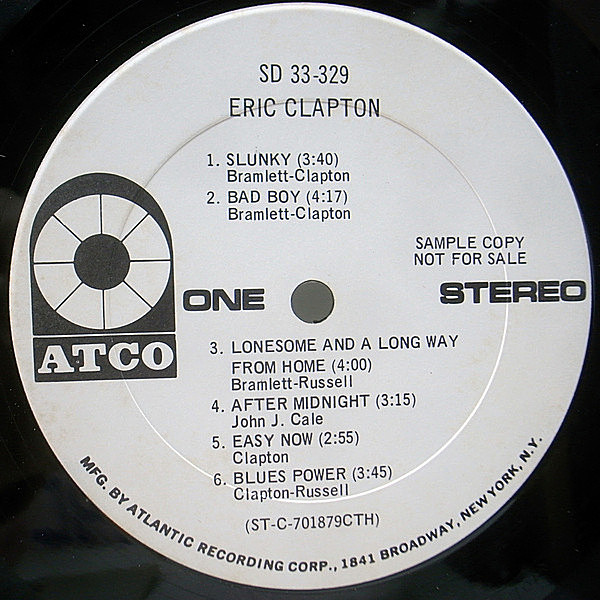 SD 33-329
ERIC CLAPTON
1. SLUNKY (3:40)
Bramlett-Clapton
2. BAD BOY (4:17)
Bramlett-Clapton
SAMPLE COPY
NOT FOR SALE
ONE
STEREO
ATCO
3. LONESOME AND A LONG WAY
FROM HOME (4:00)
Bramlett-Russell
4. AFTER MIDNIGHT (3:15)
John J. Cale
5. EASY NOW (2:55)
Clapton
6. BLUES POWER (3:45)
Clapton-Russell
(ST-C-701879CTH)
MFG. BY ATLANTIC RECORDING CORP., 1841 BROADWAY, NEW YORK, N.Y.